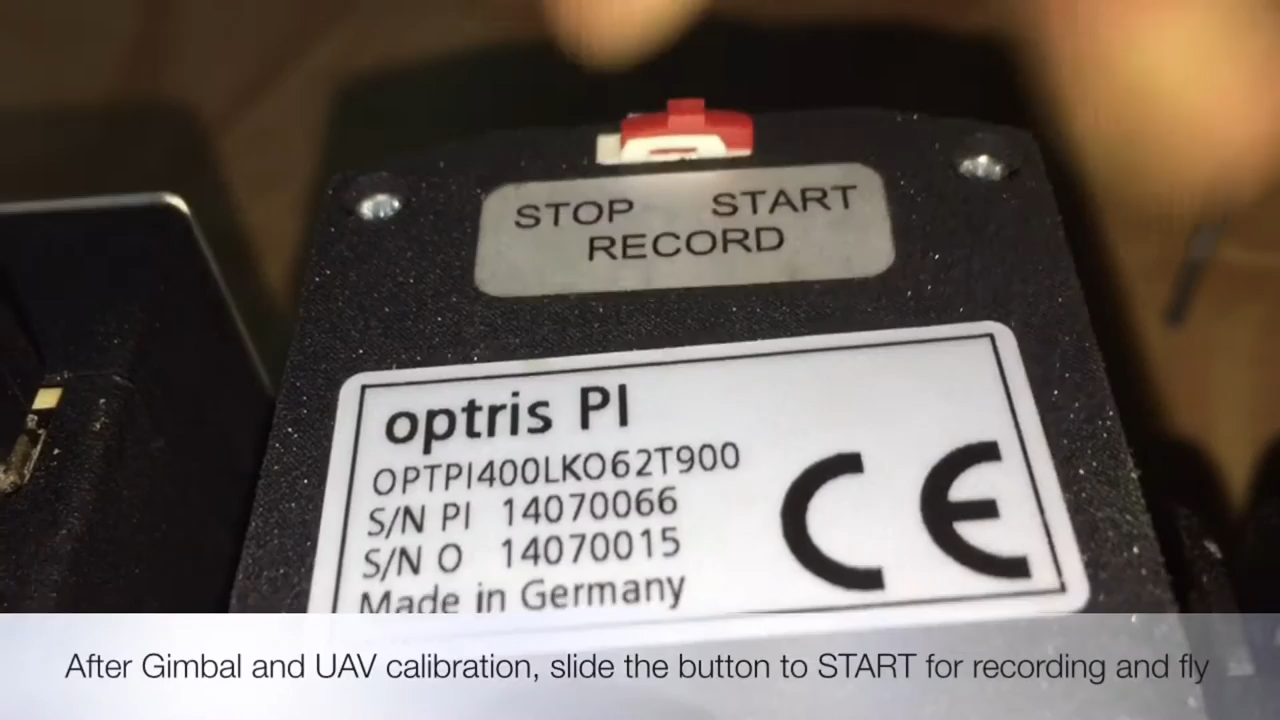 STOP START
RECORD
optris PI
OPTPI400LKO62T900
S/N PI 14070066
S/N O 14070015
Made in Germany
CE
After Gimbal and UAV calibration, slide the button to START for recording and fly